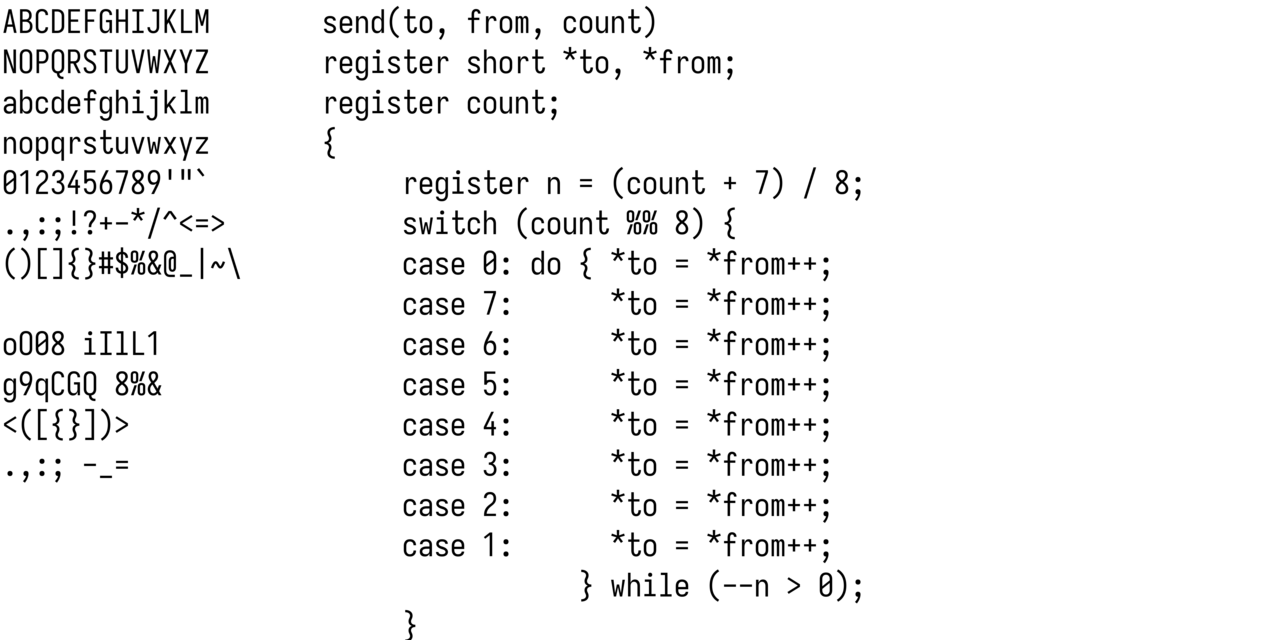 ABCDEFGHIJKLM
NOPQRSTUVWXYZ
abcdefghijklm
nopqrstuvwxyz
0123456789'"`
.,:;!?+-*/^<=>
()[]{}#$%&@_|~\
oO08 iIlL1
g9qCGQ 8%&
<([{}])>
.,:; -_=
send(to, from, count)
register short *to, *from;
register count;
{
register n = (count + 7) / 8;
switch (count %% 8) {
case 0: do { *to = *from++;
case 7:      *to = *from++;
case 6:      *to = *from++;
case 5:      *to = *from++;
case 4:      *to = *from++;
case 3:      *to = *from++;
case 2:      *to = *from++;
case 1:      *to = *from++;
} while (--n > 0);
}